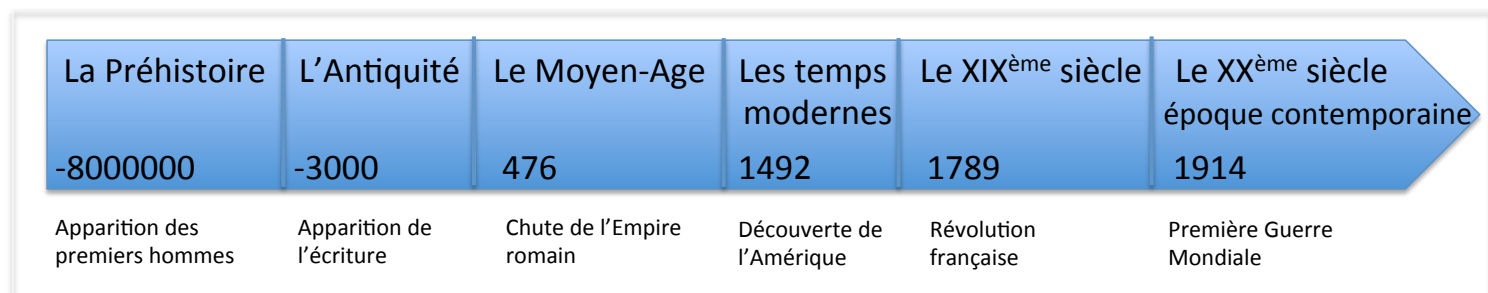 La Préhistoire
L'Antiquité
Le Moyen-Age
Les temps
modernes
Le XIXème siècle
Le XXème siècle
époque contemporaine
-8000000
-3000
476
1492
1789
1914
Apparition des
premiers hommes
Apparition de
l'écriture
Chute de l'Empire
romain
Découverte de
l'Amérique
Révolution
française
Première Guerre
Mondiale